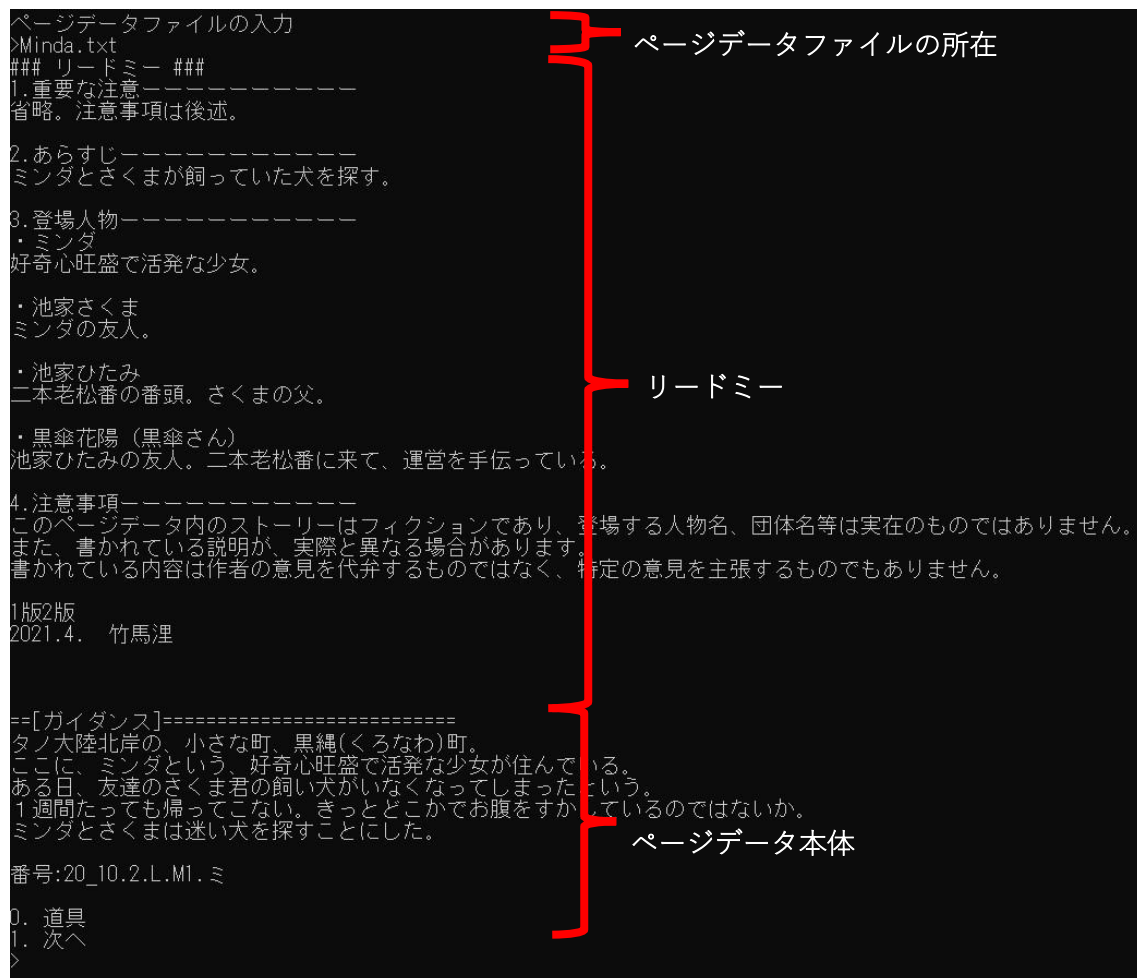 ページデータファイルの入力
>Minda.txt
ページデータファイルの所在
### リードミー ###
1.重要な注意ーーーーーーーーーー
省略。注意事項は後述。
2.あらすじーーーーーーーーーーー
ミンダとさくまが飼っていた犬を探す。
3.登場人物ーーーーーーーーーーー
・ミンダ
好奇心旺盛で活発な少女。
・池家さくま
ミンダの友人。
・池家ひたみ
二本老松番の番頭。さくまの父。
リードミー
・黒傘花陽（黒傘さん）
池家ひたみの友人。二本老松番に来て、運営を手伝っている。
4.注意事項ーーーーーーーーーーー
このページデータ内のストーリーはフィクションであり、登場する人物名、団体名等は実在のものではありません。
また、書かれている説明が、実際と異なる場合があります。
書かれている内容は作者の意見を代弁するものではなく、特定の意見を主張するものでもありません。
1版2版
2021.4.　竹馬浬
==[ガイダンス]===========================
タノ大陸北岸の、小さな町、黒縄(くろなわ)町。
ここに、ミンダという、好奇心旺盛で活発な少女が住んでいる。
ある日、友達のさくま君の飼い犬がいなくなってしまったという。
１週間たっても帰ってこない。きっとどこかでお腹をすかしているのではないか。
ミンダとさくまは迷い犬を探すことにした。
ページデータ本体
番号:20_10.2.L.M1.ミ
0. 道具
1. 次へ
>